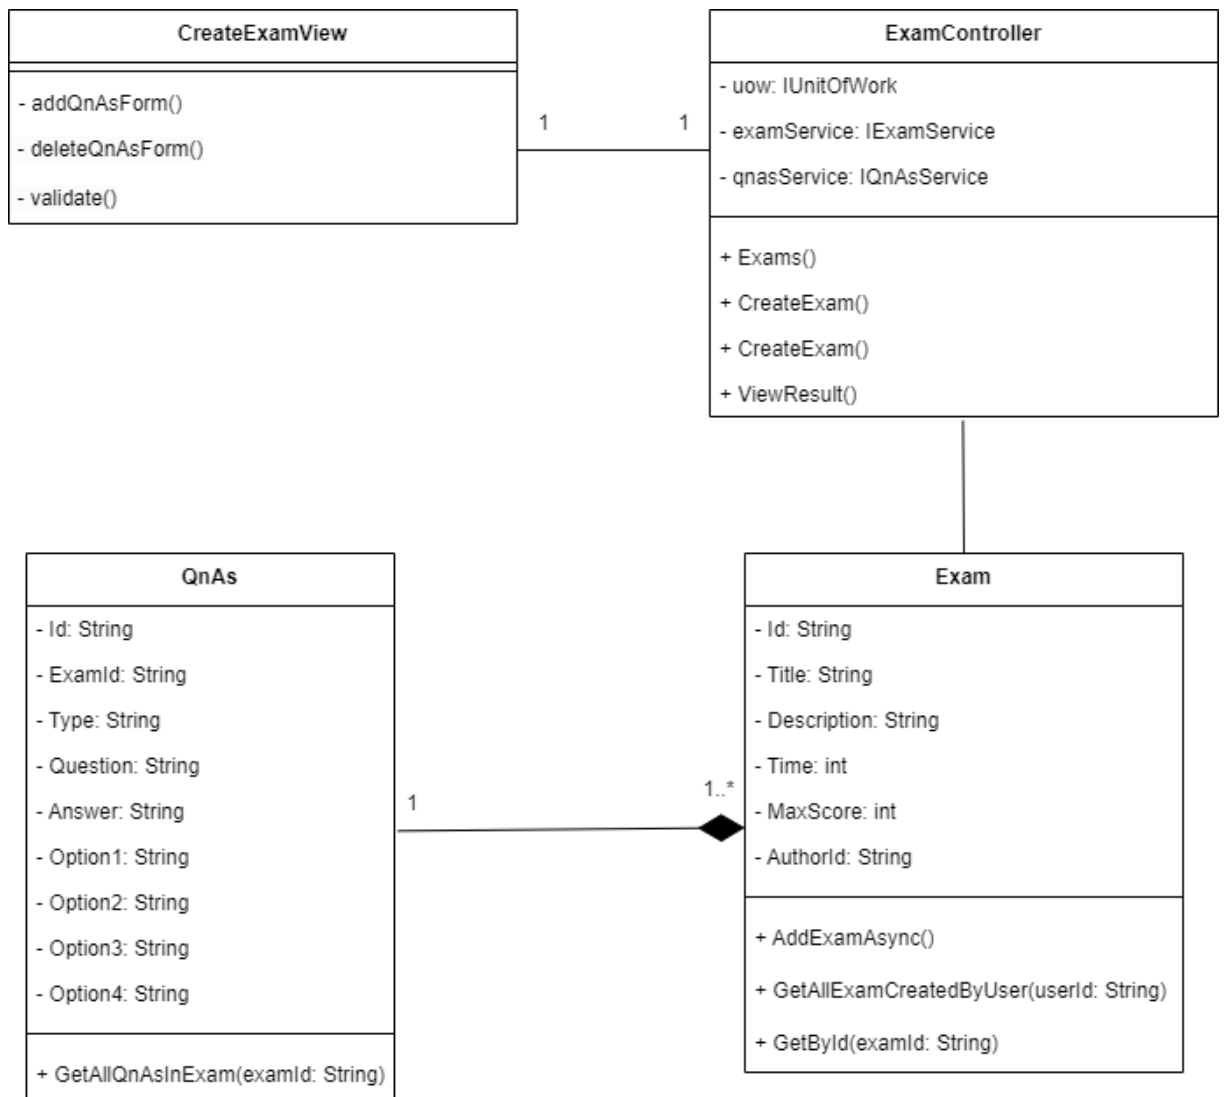 CreateExamView
- addQnAsForm()
- deleteQnAsForm()
- validate()
1
1
ExamController
- uow: IUnitOfWork
- examService: IExamService
- qnasService: IQnAsService
+ Exams()
+ CreateExam()
+ CreateExam()
+ ViewResult()
QnAs
- Id: String
- ExamId: String
- Type: String
- Question: String
- Answer: String
- Option1: String
- Option2: String
- Option3: String
- Option4: String
+ GetAllQnAsInExam(examId: String)
1
1..*
Exam
- Id: String
- Title: String
- Description: String
- Time: int
- MaxScore: int
- AuthorId: String
+ AddExamAsync()
+ GetAllExamCreatedByUser(userId: String)
+ GetById(examId: String)